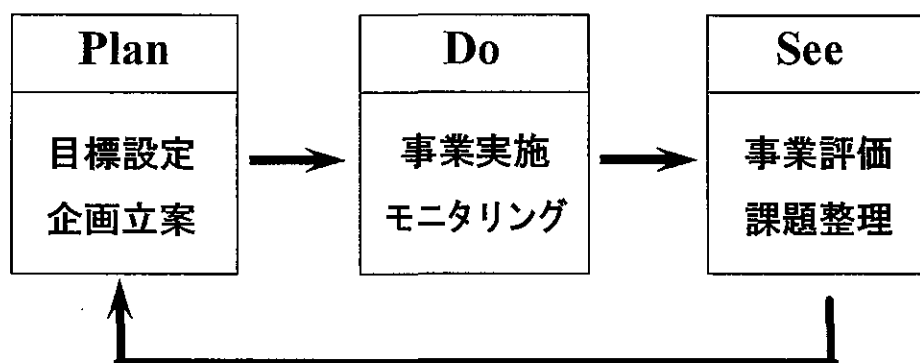 Plan
目標設定
企画立案
Do
事業実施
モニタリング
See
事業評価
課題整理